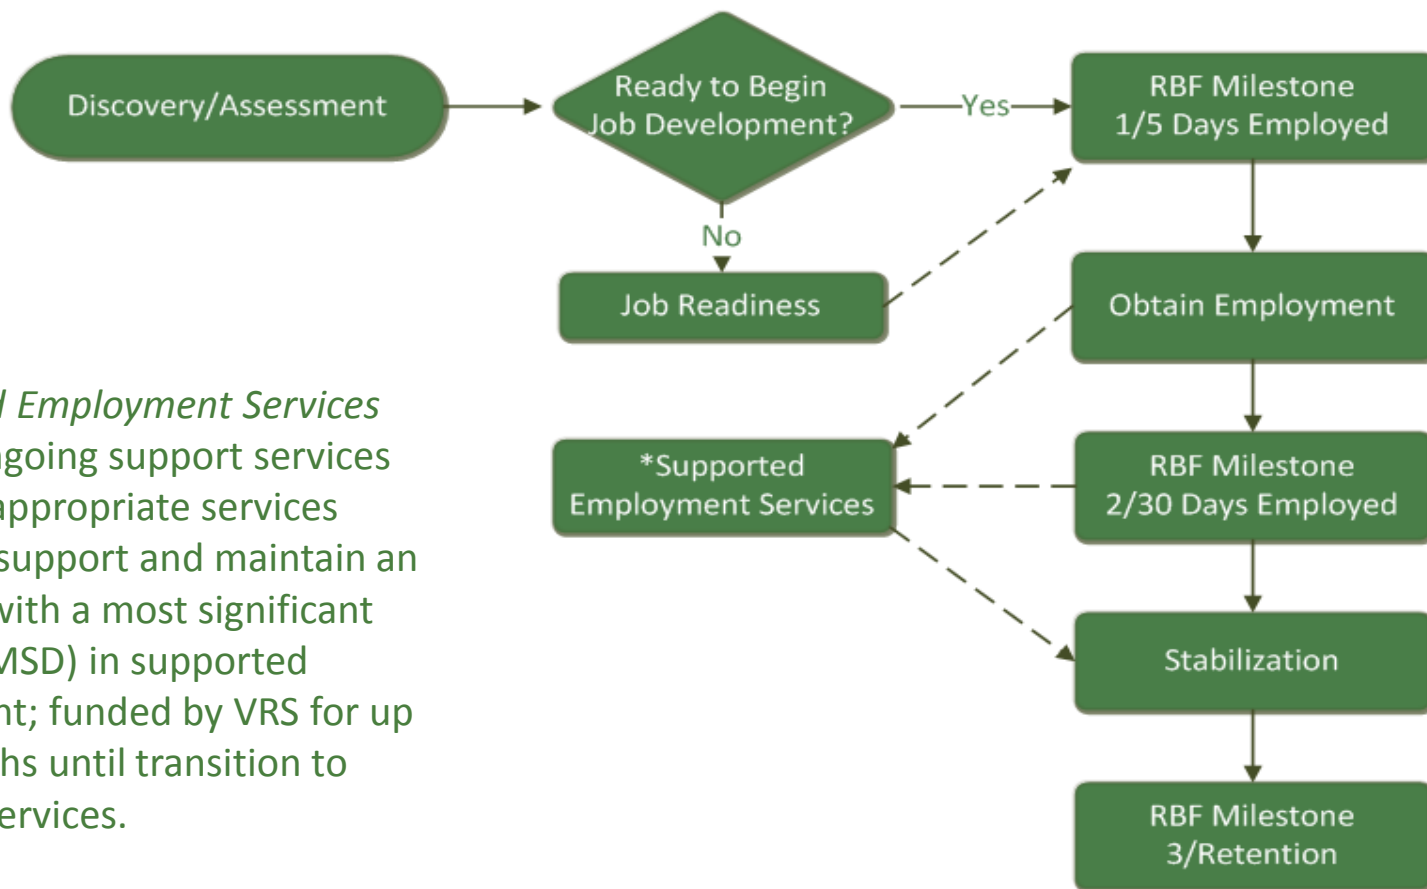 Discovery/Assessment
Ready to Begin
Job Development?
Yes
RBF Milestone
1/5 Days Employed
No
Job Readiness
Obtain Employment
Employment Services
going support services
appropriate services
support and maintain an
with a most significant
MSD) in supported
; funded by VRS for up
until transition to
ervices.
*Supported
Employment Services
RBF Milestone
2/30 Days Employed
Stabilization
RBF Milestone
3/Retention